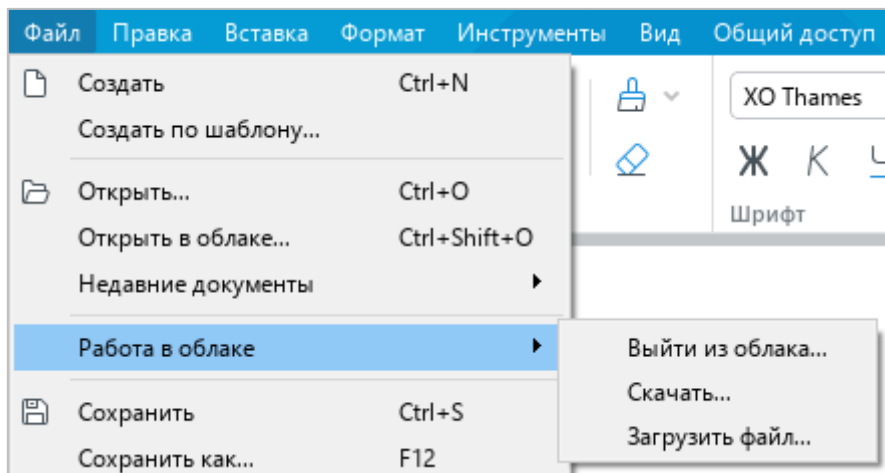 Файл Правка Вставка Формат Инструменты Вид Общий доступ
Создать Ctrl+N
Создать по шаблону...
Открыть... Ctrl+O
Открыть в облаке... Ctrl+Shift+O
Недавние документы
Работа в облаке
Сохранить Ctrl+S
Сохранить как... F12
Выйти из облака...
Скачать...
Загрузить файл...
XO Thames
Ж К
Шрифт